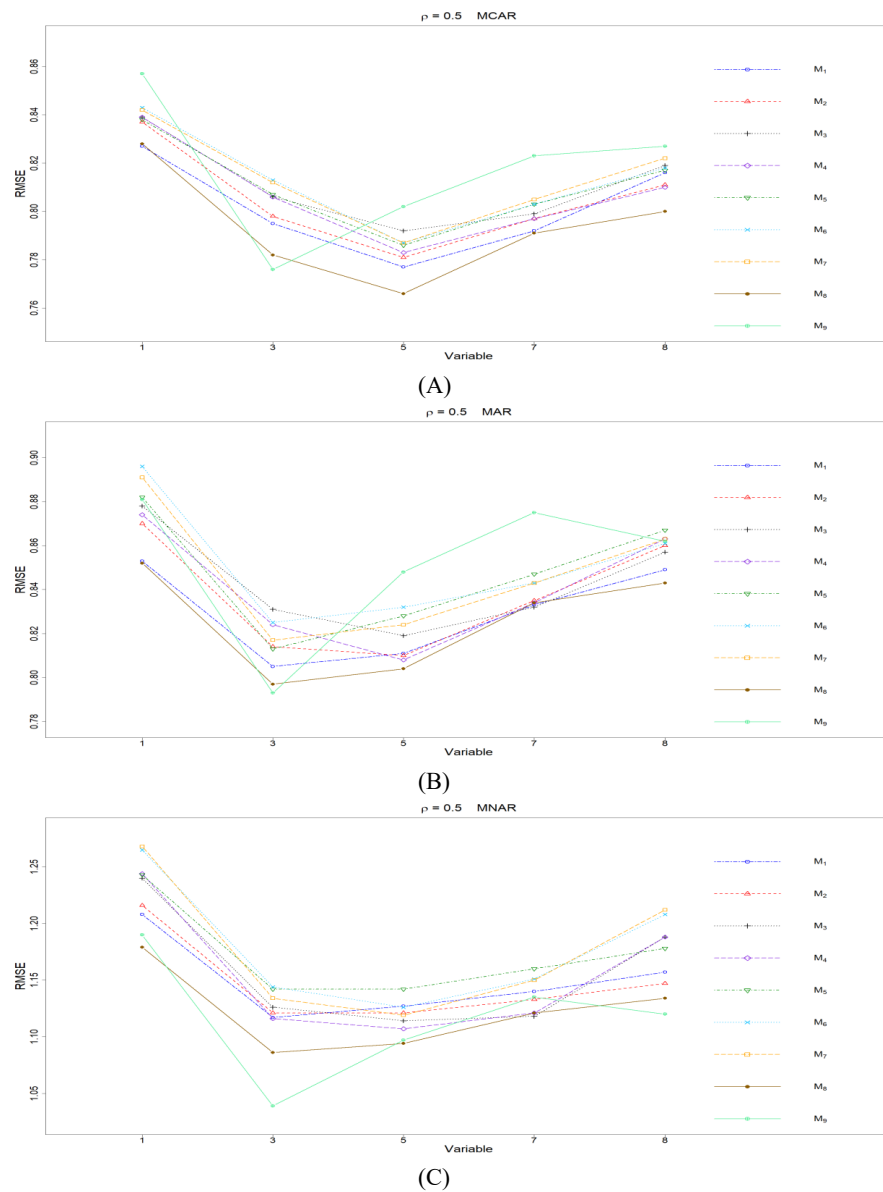 ρ = 0.5 MCAR
RMSE
0.86
0.84
0.82
0.80
0.78
0.76
M1
M2
M3
M4
M5
M6
M7
M8
M9
1 3 5 7 8
Variable
(A)
ρ = 0.5 MAR
RMSE
0.90
0.88
0.86
0.84
0.82
0.80
0.78
M1
M2
M3
M4
M5
M6
M7
M8
M9
1 3 5 7 8
Variable
(B)
ρ = 0.5 MNAR
RMSE
1.25
1.20
1.15
1.10
1.05
M1
M2
M3
M4
M5
M6
M7
M8
M9
1 3 5 7 8
Variable
(C)